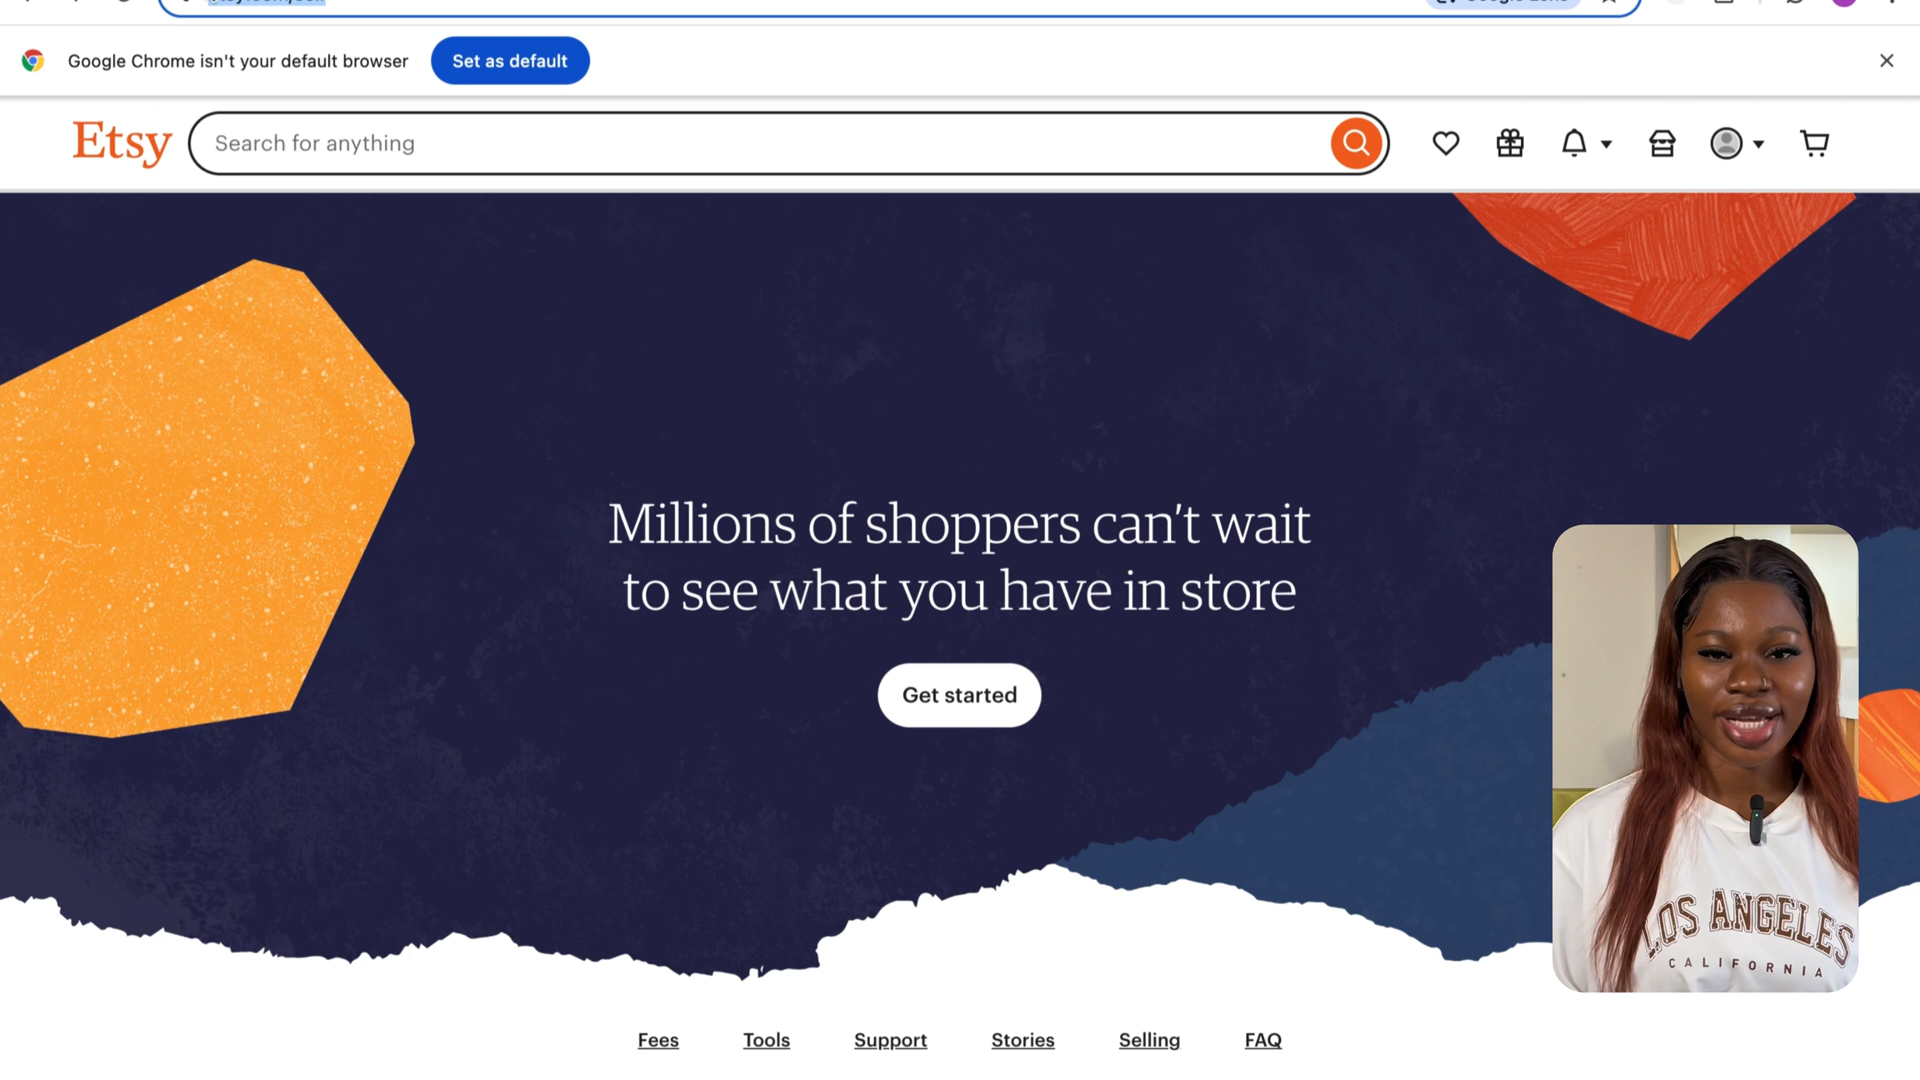 Google Chrome isn't your default browser
Set as default
Etsy
Search for anything
Millions of shoppers can't wait
to see what you have in store
Get started
LOS ANGELES
CALIFORNIA
Fees
Tools
Support
Stories
Selling
FAQ